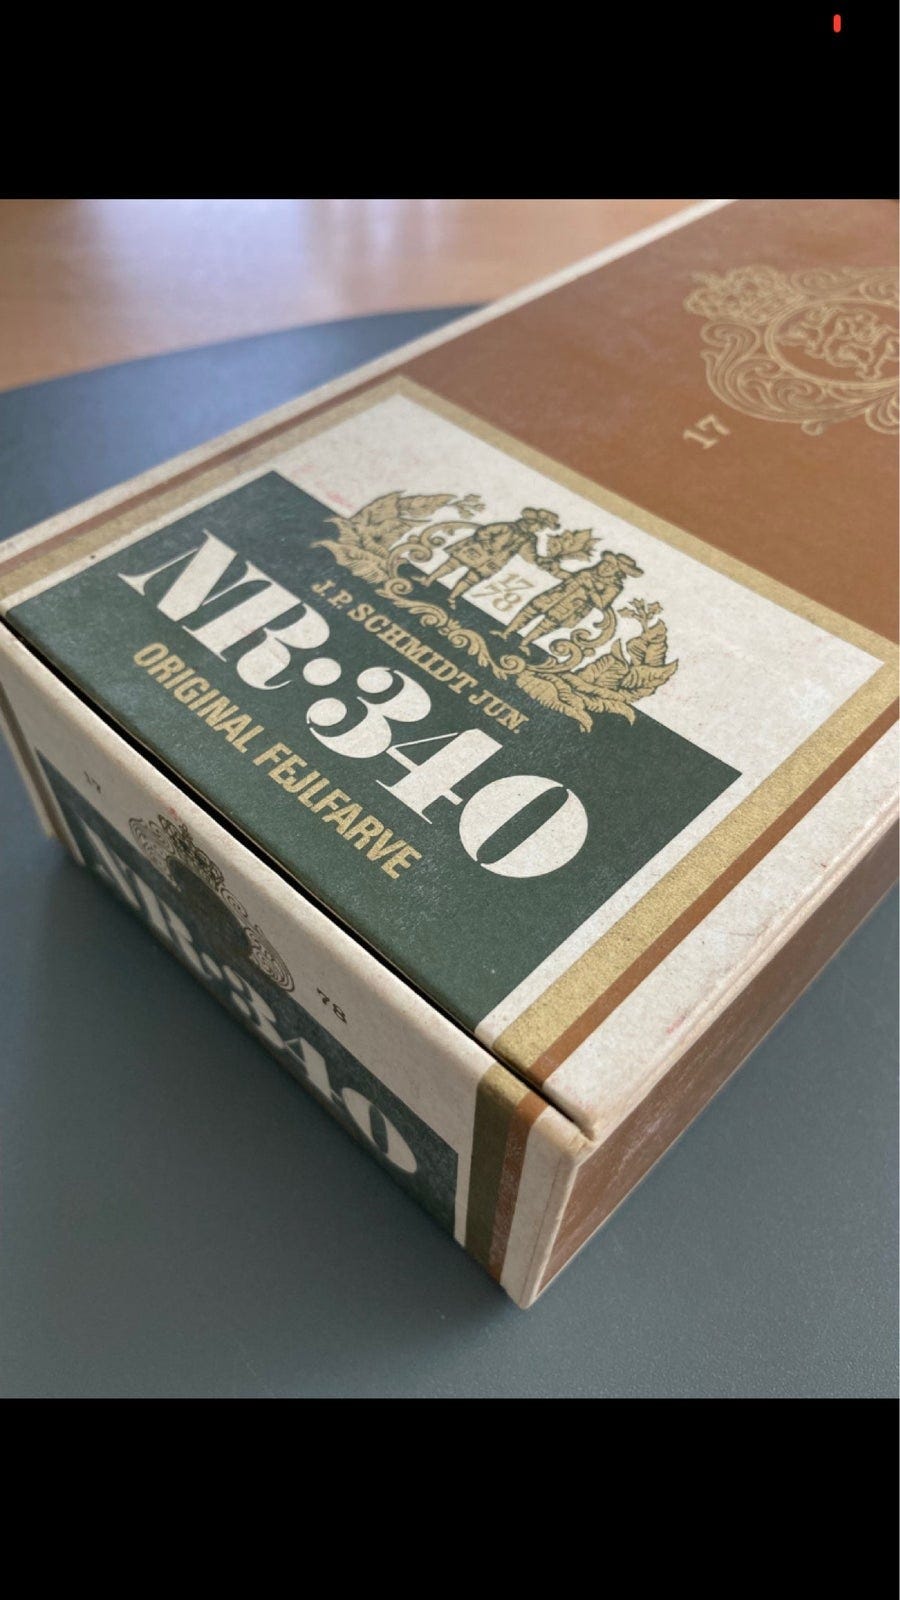 17
17
78
J.P. SCHMIDT JUN.
NR·340
ORIGINAL FEJLFARVE
17
78
NR·340